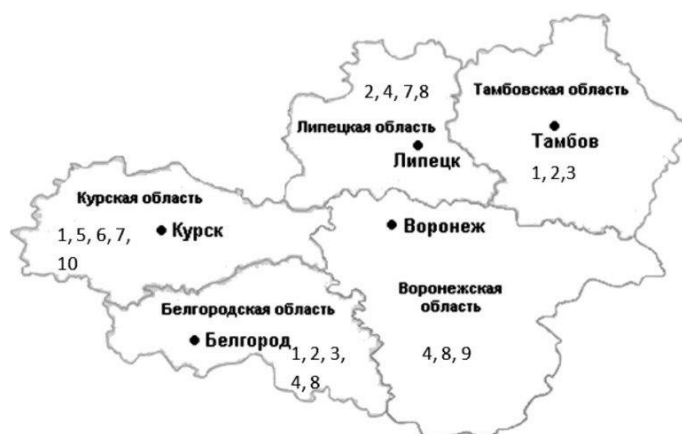 2, 4, 7,8
Липецкая область
Липецк
Тамбовская область
Тамбов
1, 2,3
Курская область
Курск
1, 5, 6, 7,
10
Воронеж
Воронежская
область
4, 8, 9
Белгородская область
Белгород
1, 2, 3,
4, 8